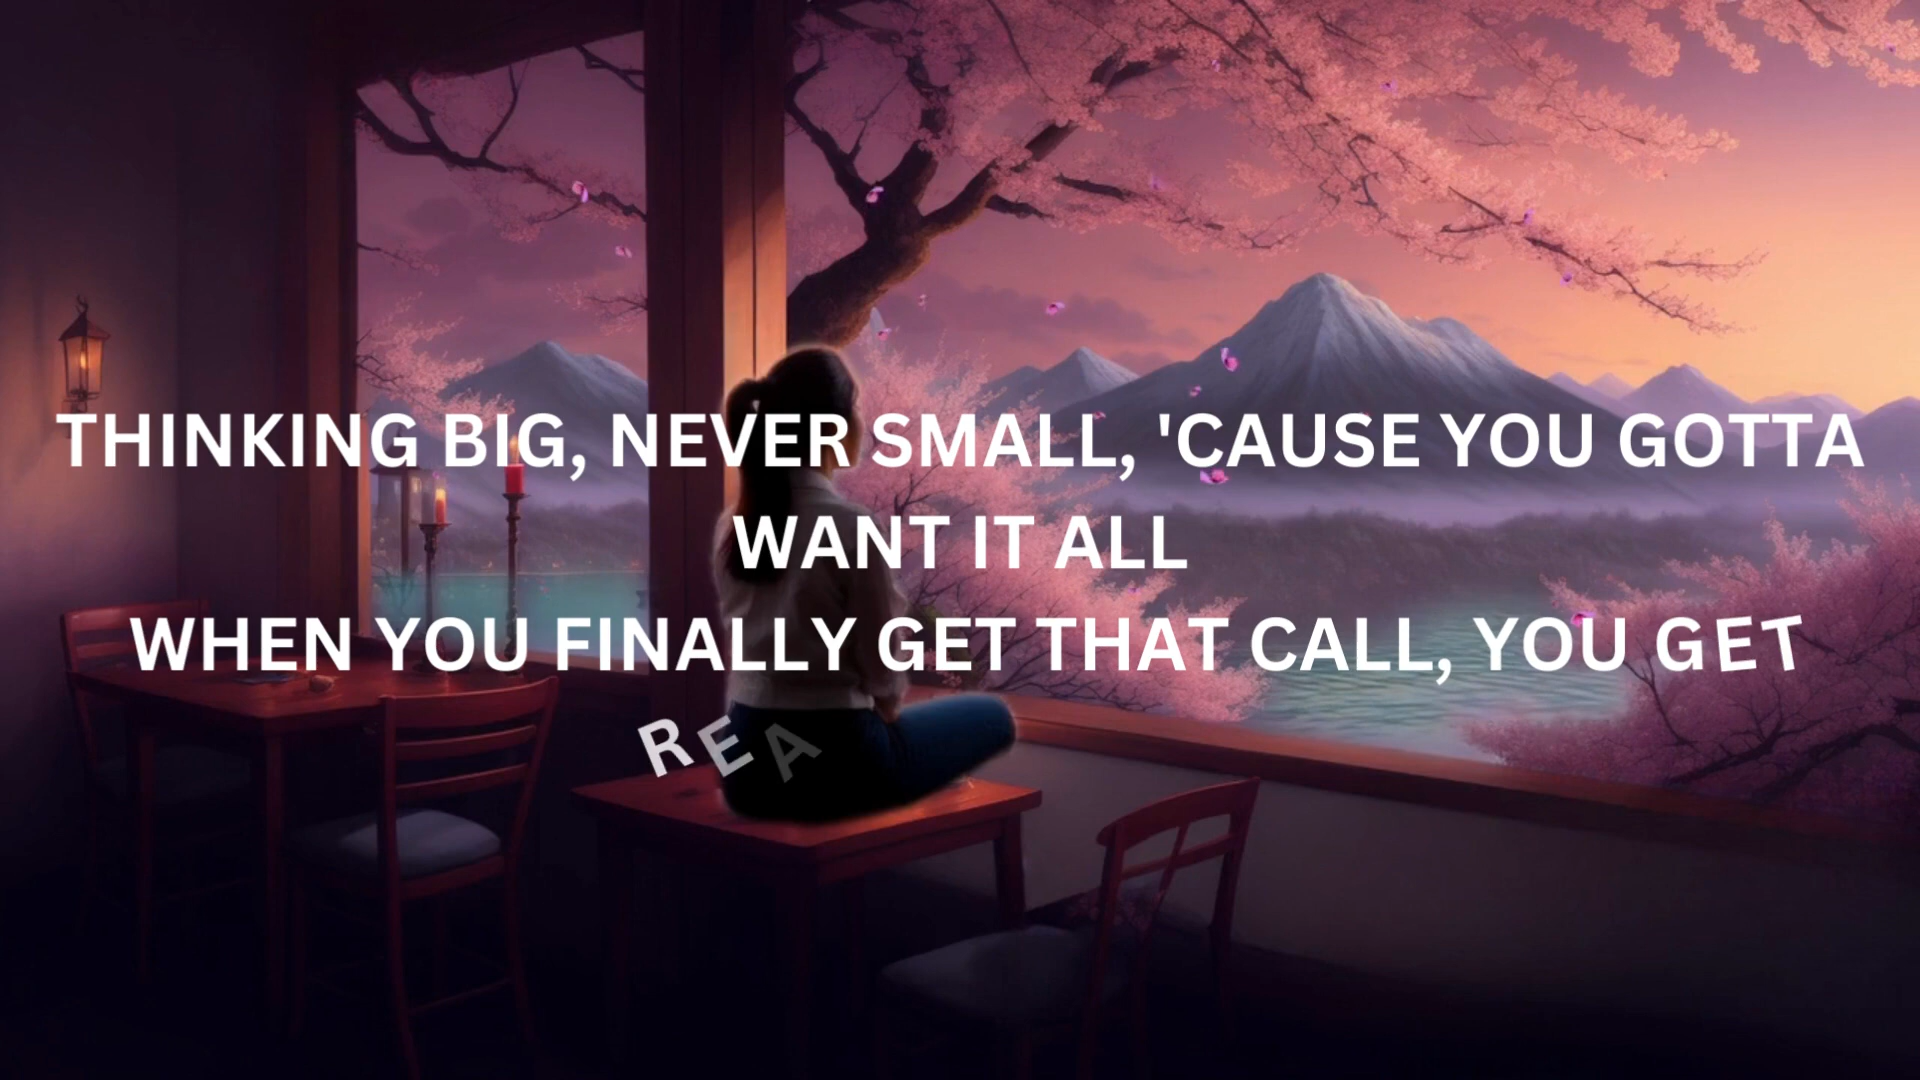 THINKING BIG, NEVER SMALL, 'CAUSE YOU GOTTA
WANT IT ALL
WHEN YOU FINALLY GET THAT CALL, YOU GET
REA